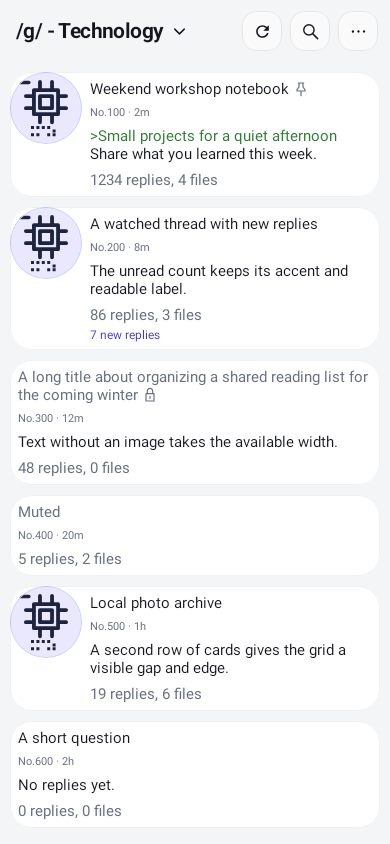 /g/ - Technology
Weekend workshop notebook
No.100 · 2m
>Small projects for a quiet afternoon
Share what you learned this week.
1234 replies, 4 files
A watched thread with new replies
No.200 · 8m
The unread count keeps its accent and
readable label.
86 replies, 3 files
7 new replies
A long title about organizing a shared reading list for
the coming winter
No.300 · 12m
Text without an image takes the available width.
48 replies, 0 files
Muted
No.400 · 20m
5 replies, 2 files
Local photo archive
No.500 · 1h
A second row of cards gives the grid a
visible gap and edge.
19 replies, 6 files
A short question
No.600 · 2h
No replies yet.
0 replies, 0 files